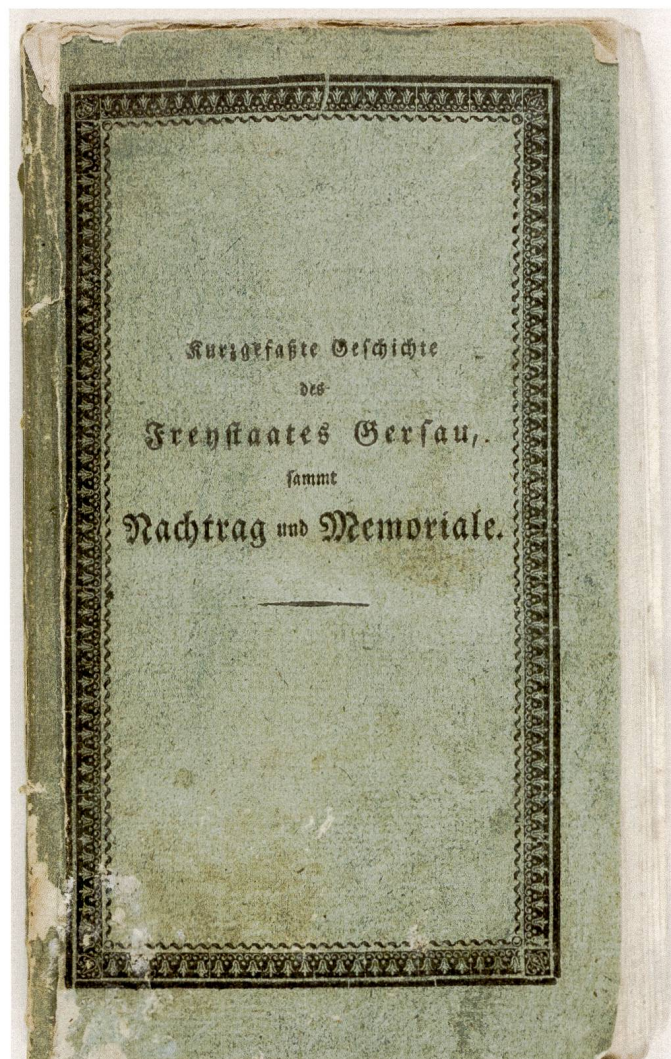 Kurzgefaßte Geschichte
des
Freystaates Gersau,
sammt
Nachtrag und Memoriale.